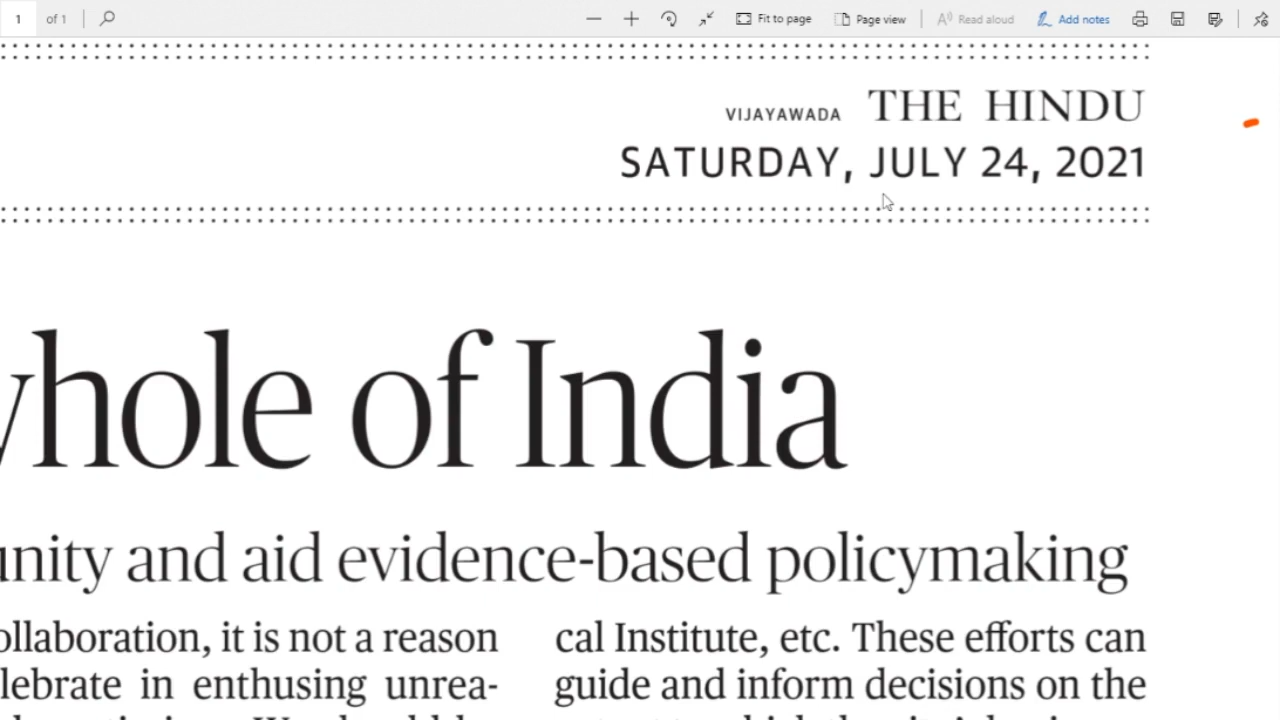 1 of 1 Fit to page Page view Read aloud Add notes
VIJAYAWADA THE HINDU
SATURDAY, JULY 24, 2021
whole of India
unity and aid evidence-based policymaking
ollaboration, it is not a reason
lebrate in enthusing unrea-
cal Institute, etc. These efforts can
guide and inform decisions on the